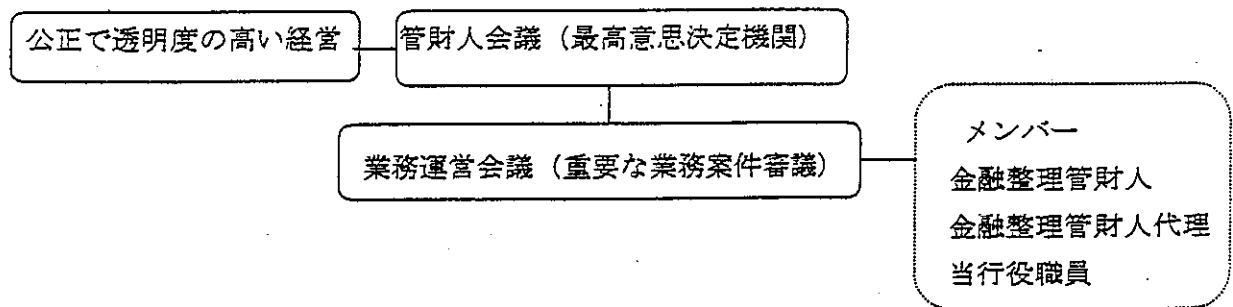 公正で透明度の高い経営
管財人会議（最高意思決定機関）
業務運営会議（重要な業務案件審議）
メンバー
金融整理管財人
金融整理管財人代理
当行役職員